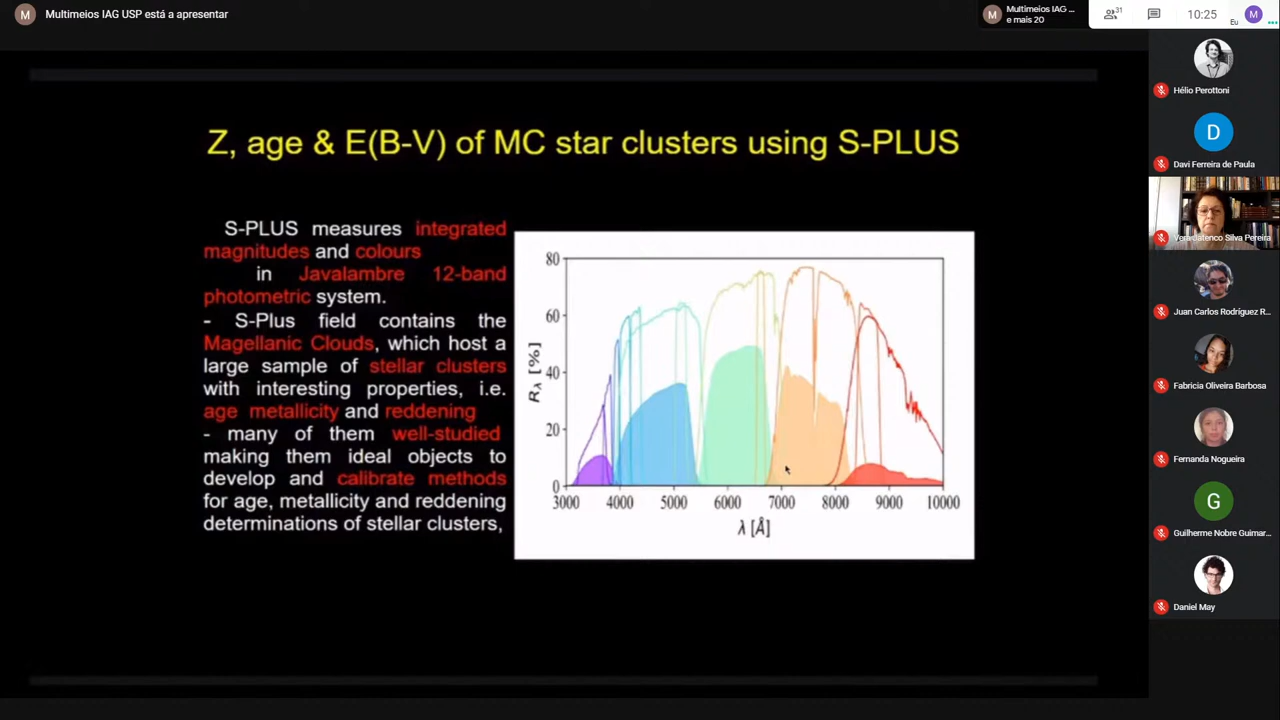 M Multimeios IAG USP está a apresentar
M Multimeios IAG ...
e mais 20
31
10:25
Eu M
Z, age & E(B-V) of MC star clusters using S-PLUS
S-PLUS measures integrated
magnitudes and colours
in Javalambre 12-band
photometric system.
- S-Plus field contains the
Magellanic Clouds, which host a
large sample of stellar clusters
with interesting properties, i.e.
age metallicity and reddening
- many of them well-studied
making them ideal objects to
develop and calibrate methods
for age, metallicity and reddening
determinations of stellar clusters,
Rλ [%]
80
60
40
20
0
3000 4000 5000 6000 7000 8000 9000 10000
λ [Å]
Hélio Perottoni
D
Davi Ferreira de Paula
Vera Jatenco Silva Pereira
Juan Carlos Rodríguez R...
Fabricia Oliveira Barbosa
Fernanda Nogueira
G
Guilherme Nobre Guimar...
Daniel May